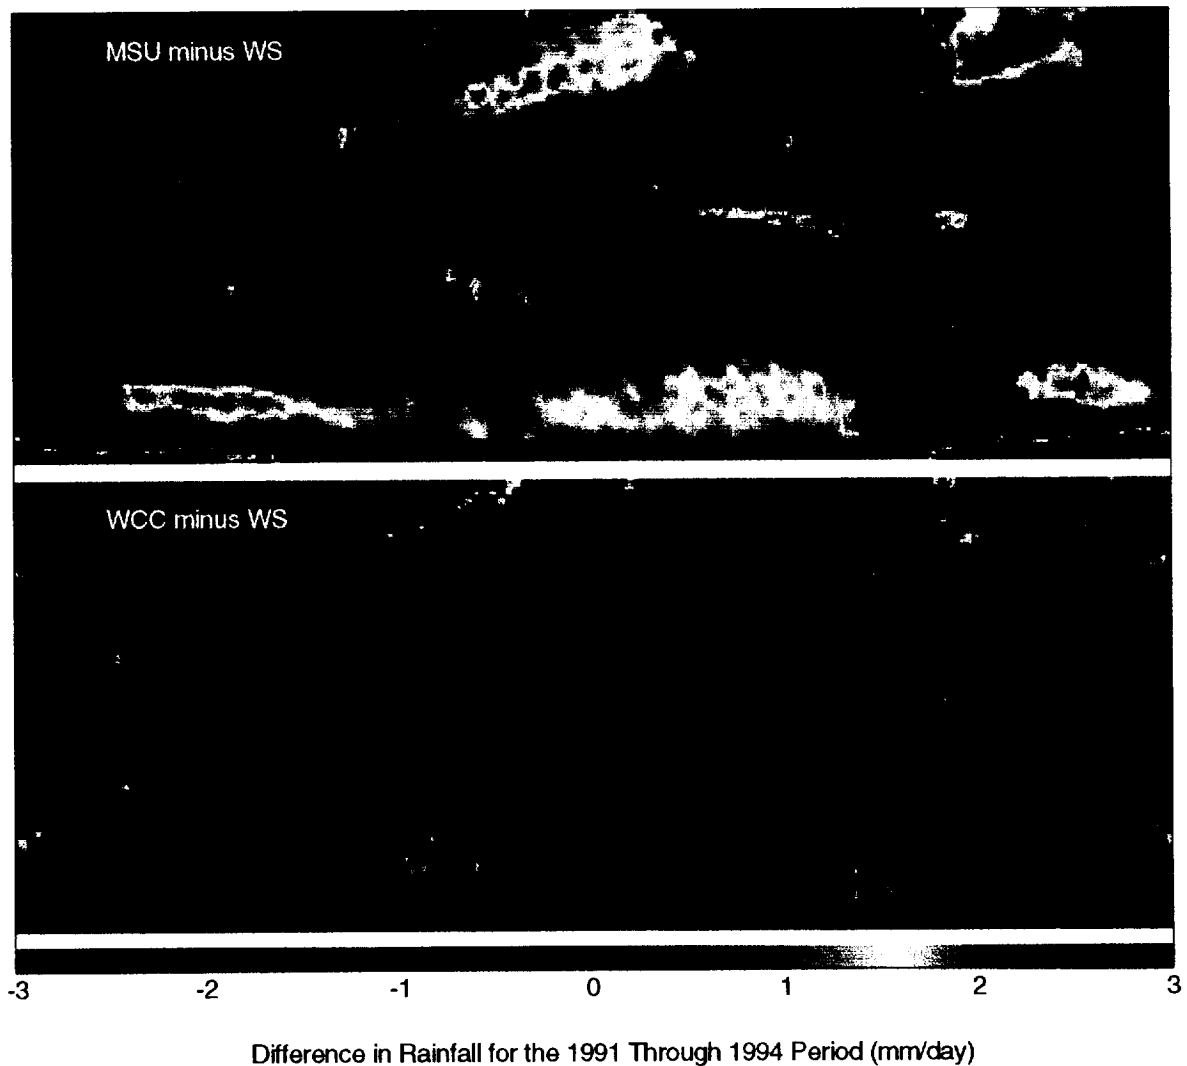 MSU minus WS
WCC minus WS
-3 -2 -1 0 1 2 3
Difference in Rainfall for the 1991 Through 1994 Period (mm/day)